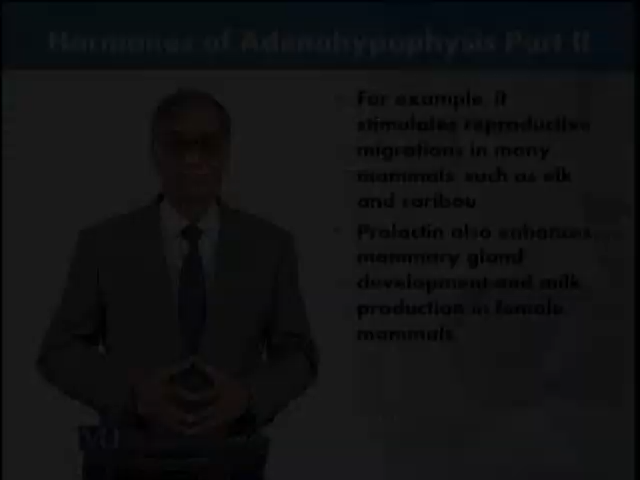 Hormones of Adenohypophysis Part II
• For example, it
stimulates reproductive
migrations in many
mammals such as elk
and caribou
• Prolactin also enhances
mammary gland
development and milk
production in female
mammals
VU